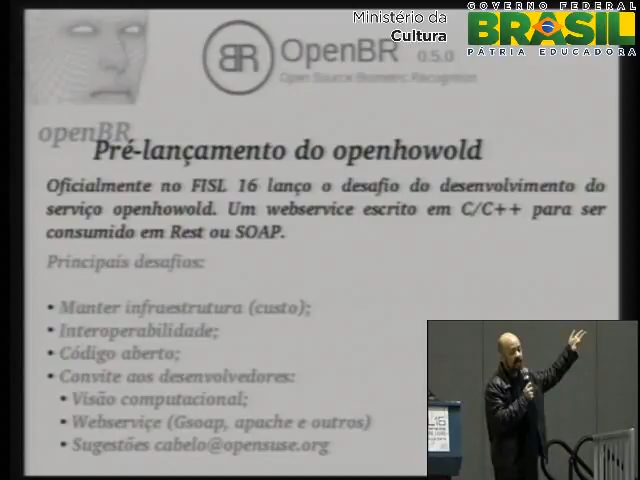 Ministério da
Cultura
GOVERNO FEDERAL
BRASIL
PÁTRIA EDUCADORA
BR OpenBR 0.5.0
Open Source Biometric Recognition
openBR
Pré-lançamento do openhowold
Oficialmente no FISL 16 lanço o desafio do desenvolvimento do
serviço openhowold. Um webservice escrito em C/C++ para ser
consumido em Rest ou SOAP.
Principais desafios:
• Manter infraestrutura (custo);
• Interoperabilidade;
• Código aberto;
• Convite aos desenvolvedores:
• Visão computacional;
• Webserviçe (Gsoap, apache e outros)
• Sugestões cabelo@opensuse.org